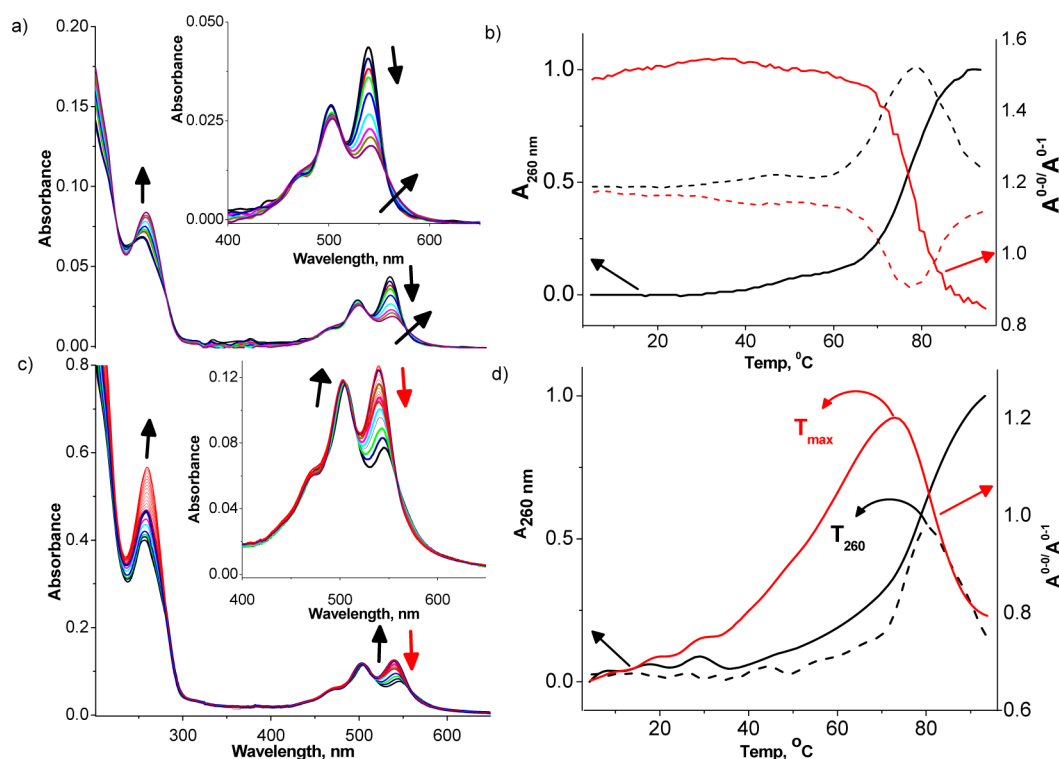 a)
Absorbance
0.20
0.15
0.10
0.05
0.00
Absorbance
0.050
0.025
0.000
400
500
600
Wavelength, nm
b)
A260 nm
1.0
0.5
0.0
20
40
60
80
Temp, 0C
1.6
1.4
1.2
1.0
0.8
A0-0/A0-1
c)
Absorbance
0.8
0.6
0.4
0.2
0.0
300
400
500
600
Wavelength, nm
Absorbance
0.12
0.08
0.04
0.00
400
500
600
Wavelength, nm
d)
A260 nm
1.0
0.5
0.0
20
40
60
80
Temp, oC
Tmax
T260
1.2
1.0
0.8
0.6
A0-0/A0-1